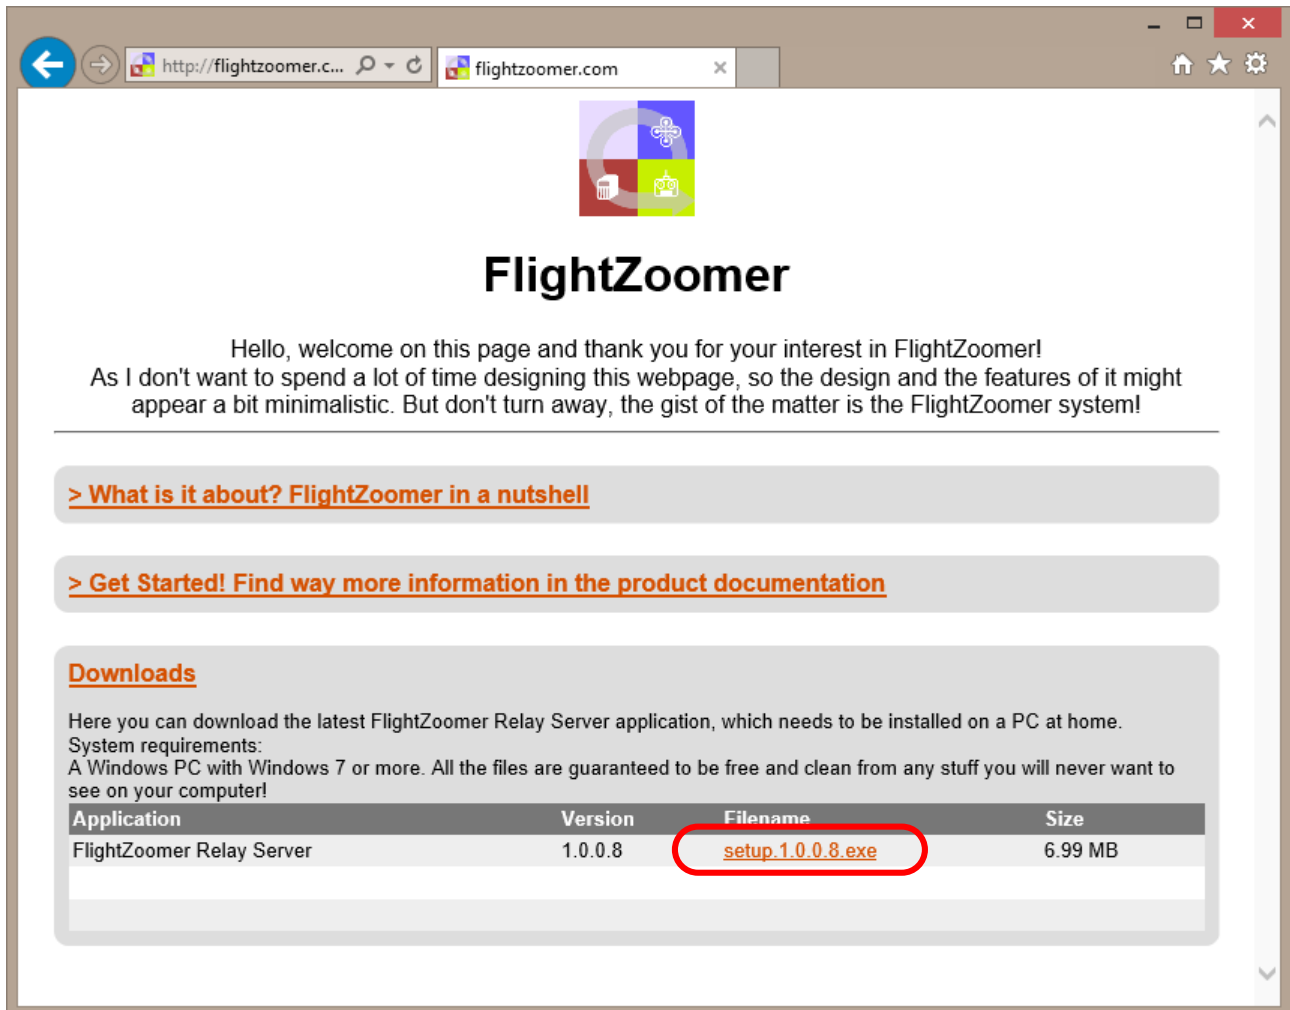 http://flightzoomer.c...
flightzoomer.com
FlightZoomer
Hello, welcome on this page and thank you for your interest in FlightZoomer!
As I don't want to spend a lot of time designing this webpage, so the design and the features of it might
appear a bit minimalistic. But don't turn away, the gist of the matter is the FlightZoomer system!
> What is it about? FlightZoomer in a nutshell
> Get Started! Find way more information in the product documentation
Downloads
Here you can download the latest FlightZoomer Relay Server application, which needs to be installed on a PC at home.
System requirements:
A Windows PC with Windows 7 or more. All the files are guaranteed to be free and clean from any stuff you will never want to
see on your computer!
Application Version Filename Size
FlightZoomer Relay Server 1.0.0.8 setup.1.0.0.8.exe 6.99 MB